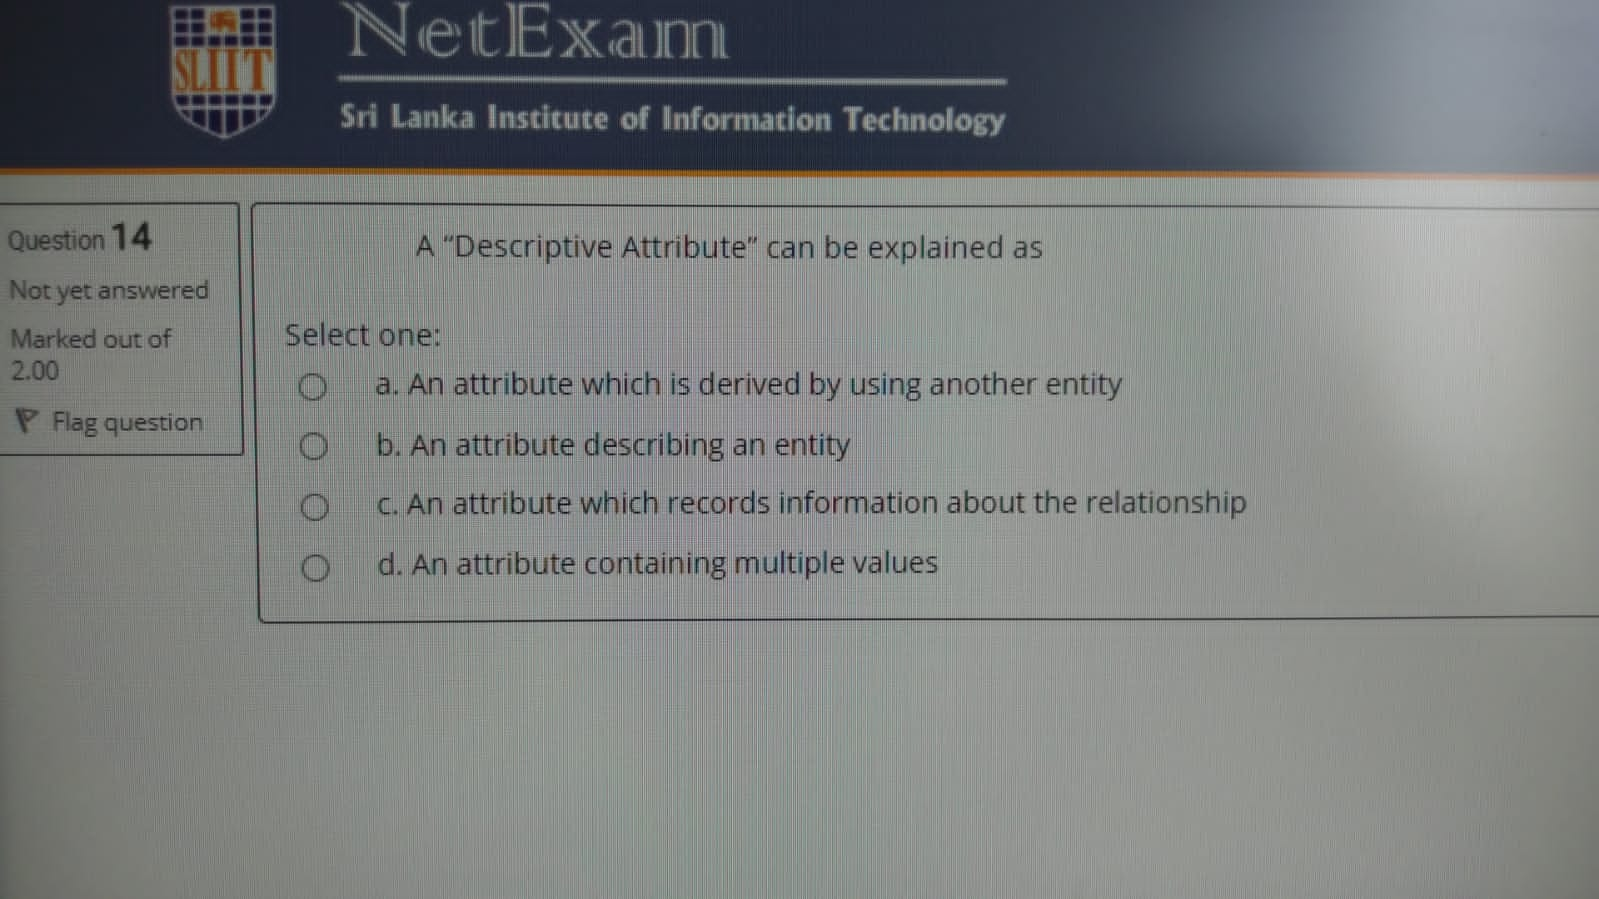 SLIIT
NetExam
Sri Lanka Institute of Information Technology
Question 14
Not yet answered
Marked out of
2.00
Flag question
A “Descriptive Attribute” can be explained as
Select one:
a. An attribute which is derived by using another entity
b. An attribute describing an entity
c. An attribute which records information about the relationship
d. An attribute containing multiple values